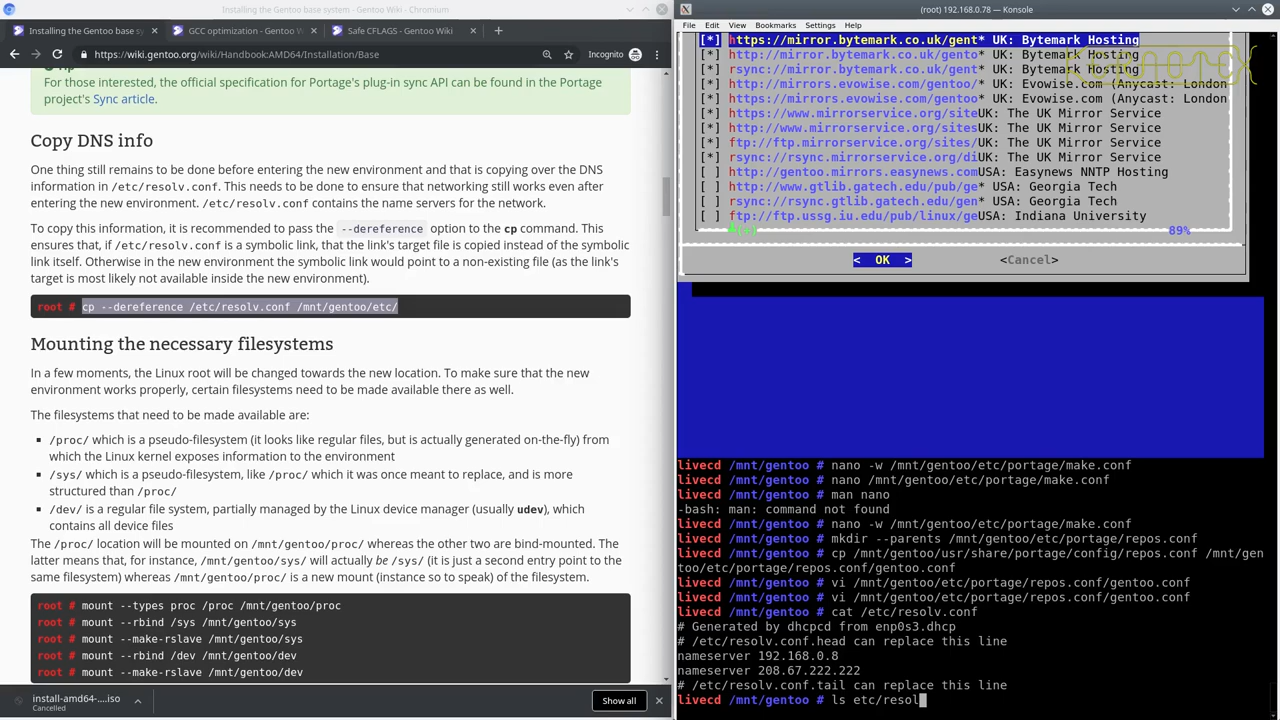 Installing the Gentoo base system - Gentoo Wiki - Chromium
Installing the Gentoo base sy
GCC optimization - Gentoo Wi
Safe CFLAGS - Gentoo Wiki
https://wiki.gentoo.org/wiki/Handbook:AMD64/Installation/Base
Incognito
For those interested, the official specification for Portage's plug-in sync API can be found in the Portage
project's Sync article.
Copy DNS info
One thing still remains to be done before entering the new environment and that is copying over the DNS
information in /etc/resolv.conf. This needs to be done to ensure that networking still works even after
entering the new environment. /etc/resolv.conf contains the name servers for the network.
To copy this information, it is recommended to pass the --dereference option to the cp command. This
ensures that, if /etc/resolv.conf is a symbolic link, that the link's target file is copied instead of the symbolic
link itself. Otherwise in the new environment the symbolic link would point to a non-existing file (as the link's
target is most likely not available inside the new environment).
root # cp --dereference /etc/resolv.conf /mnt/gentoo/etc/
Mounting the necessary filesystems
In a few moments, the Linux root will be changed towards the new location. To make sure that the new
environment works properly, certain filesystems need to be made available there as well.
The filesystems that need to be made available are:
/proc/ which is a pseudo-filesystem (it looks like regular files, but is actually generated on-the-fly) from
which the Linux kernel exposes information to the environment
/sys/ which is a pseudo-filesystem, like /proc/ which it was once meant to replace, and is more
structured than /proc/
/dev/ is a regular file system, partially managed by the Linux device manager (usually udev), which
contains all device files
The /proc/ location will be mounted on /mnt/gentoo/proc/ whereas the other two are bind-mounted. The
latter means that, for instance, /mnt/gentoo/sys/ will actually be /sys/ (it is just a second entry point to the
same filesystem) whereas /mnt/gentoo/proc/ is a new mount (instance so to speak) of the filesystem.
root # mount --types proc /proc /mnt/gentoo/proc
root # mount --rbind /sys /mnt/gentoo/sys
root # mount --make-rslave /mnt/gentoo/sys
root # mount --rbind /dev /mnt/gentoo/dev
root # mount --make-rslave /mnt/gentoo/dev
install-amd64-....iso
Cancelled
Show all
(root) 192.168.0.78 — Konsole
File Edit View Bookmarks Settings Help
[*] https://mirror.bytemark.co.uk/gent* UK: Bytemark Hosting
[*] http://mirror.bytemark.co.uk/gento* UK: Bytemark Hosting
[*] rsync://mirror.bytemark.co.uk/gent* UK: Bytemark Hosting
[*] http://mirrors.evowise.com/gentoo/* UK: Evowise.com (Anycast: London
[*] https://mirrors.evowise.com/gentoo* UK: Evowise.com (Anycast: London
[*] https://www.mirrorservice.org/siteUK: The UK Mirror Service
[*] http://www.mirrorservice.org/sitesUK: The UK Mirror Service
[*] ftp://ftp.mirrorservice.org/sites/UK: The UK Mirror Service
[*] rsync://rsync.mirrorservice.org/diUK: The UK Mirror Service
[ ] http://gentoo.mirrors.easynews.comUSA: Easynews NNTP Hosting
[ ] http://www.gtlib.gatech.edu/pub/ge* USA: Georgia Tech
[ ] rsync://rsync.gtlib.gatech.edu/gen* USA: Georgia Tech
[ ] ftp://ftp.ussg.iu.edu/pub/linux/geUSA: Indiana University
(+) 89%
< OK > <Cancel>
KERNOTEX
livecd /mnt/gentoo # nano -w /mnt/gentoo/etc/portage/make.conf
livecd /mnt/gentoo # nano /mnt/gentoo/etc/portage/make.conf
livecd /mnt/gentoo # man nano
-bash: man: command not found
livecd /mnt/gentoo # nano -w /mnt/gentoo/etc/portage/make.conf
livecd /mnt/gentoo # mkdir --parents /mnt/gentoo/etc/portage/repos.conf
livecd /mnt/gentoo # cp /mnt/gentoo/usr/share/portage/config/repos.conf /mnt/gen
too/etc/portage/repos.conf/gentoo.conf
livecd /mnt/gentoo # vi /mnt/gentoo/etc/portage/repos.conf/gentoo.conf
livecd /mnt/gentoo # vi /mnt/gentoo/etc/portage/repos.conf/gentoo.conf
livecd /mnt/gentoo # cat /etc/resolv.conf
# Generated by dhcpcd from enp0s3.dhcp
# /etc/resolv.conf.head can replace this line
nameserver 192.168.0.8
nameserver 208.67.222.222
# /etc/resolv.conf.tail can replace this line
livecd /mnt/gentoo # ls etc/resol